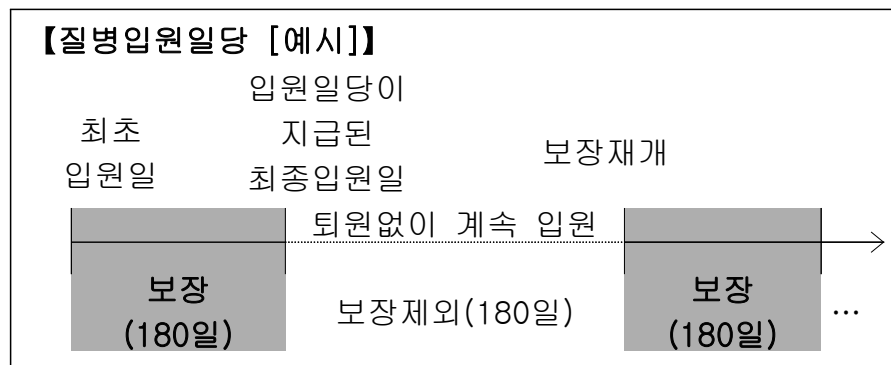 【질병입원일당 [예시]】
최초
입원일
입원일당이
지급된
최종입원일
보장재개
퇴원없이 계속 입원
보장
(180일)
보장제외(180일)
보장
(180일)
…